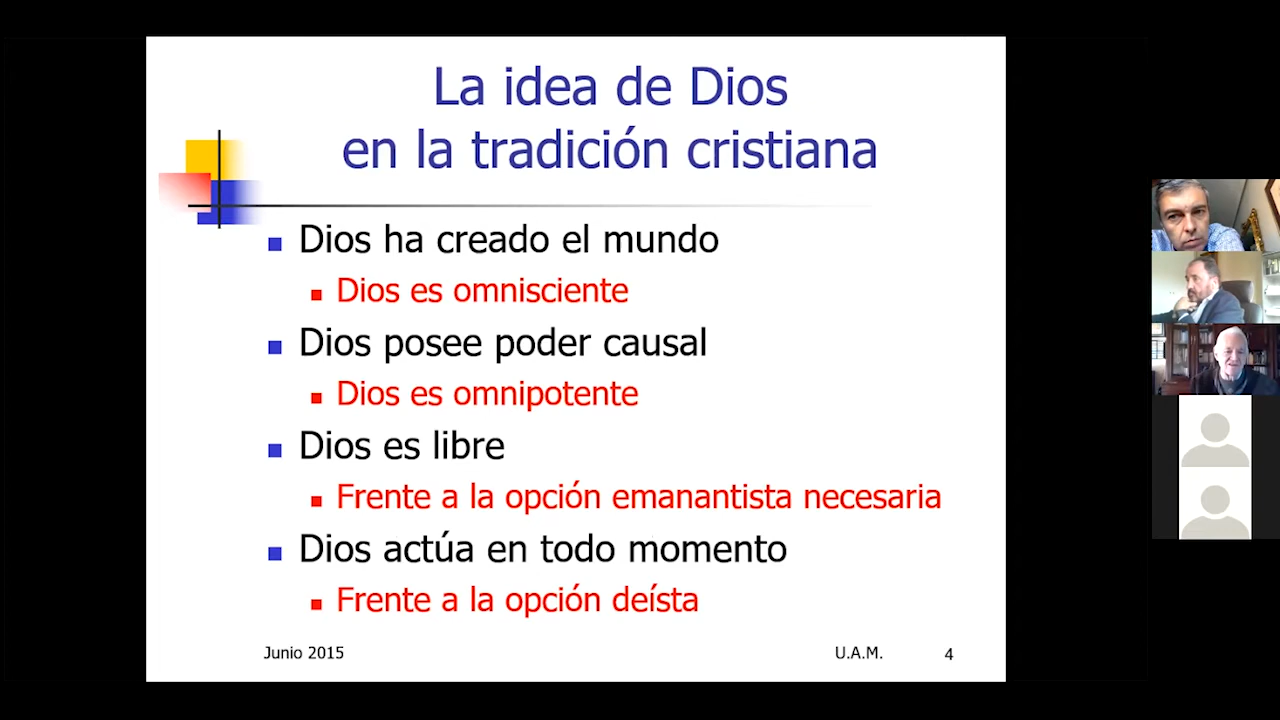 La idea de Dios
en la tradición cristiana
Dios ha creado el mundo
Dios es omnisciente
Dios posee poder causal
Dios es omnipotente
Dios es libre
Frente a la opción emanantista necesaria
Dios actúa en todo momento
Frente a la opción deísta
Junio 2015 U.A.M. 4